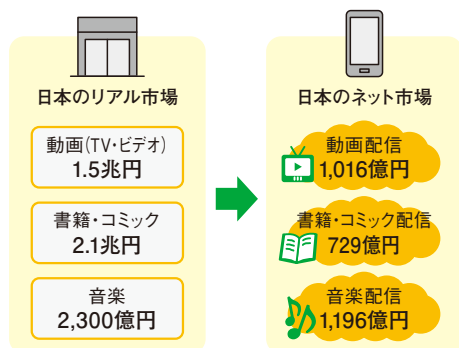 日本のリアル市場
動画(TV・ビデオ)
1.5兆円
書籍・コミック
2.1兆円
音楽
2,300億円
日本のネット市場
動画配信
1,016億円
書籍・コミック配信
729億円
音楽配信
1,196億円